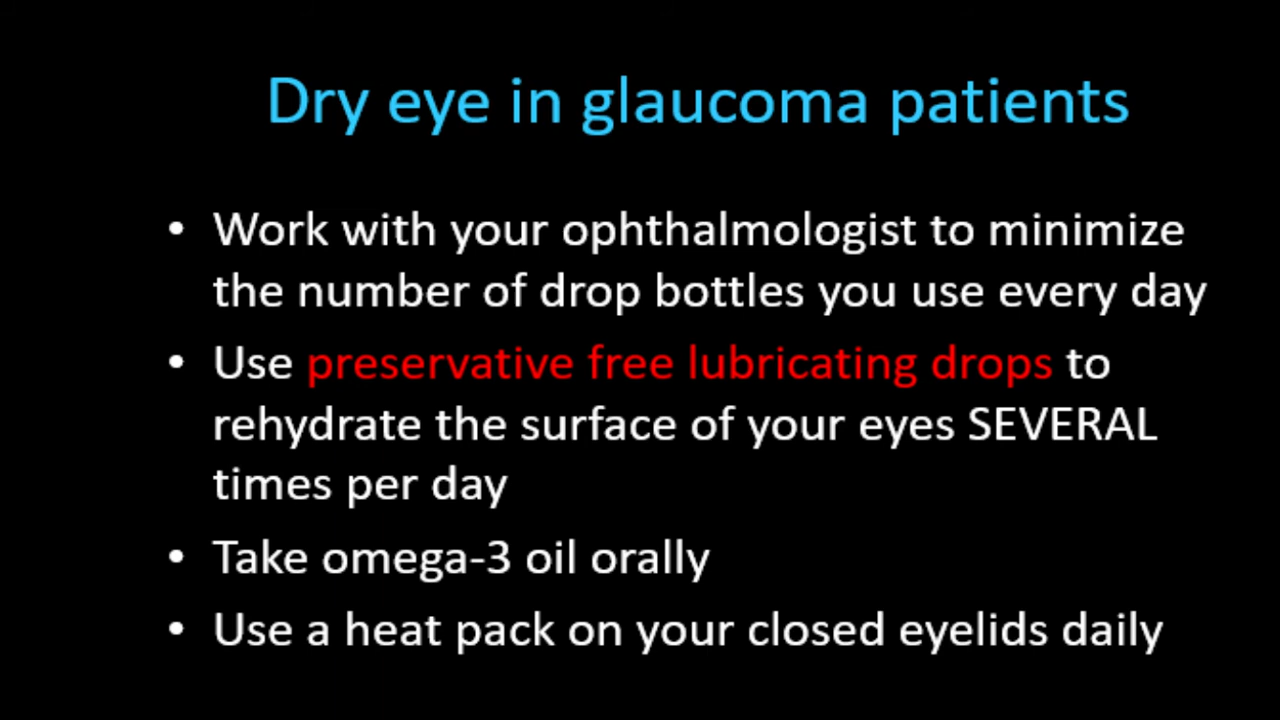 Dry eye in glaucoma patients
• Work with your ophthalmologist to minimize
the number of drop bottles you use every day
• Use preservative free lubricating drops to
rehydrate the surface of your eyes SEVERAL
times per day
• Take omega-3 oil orally
• Use a heat pack on your closed eyelids daily